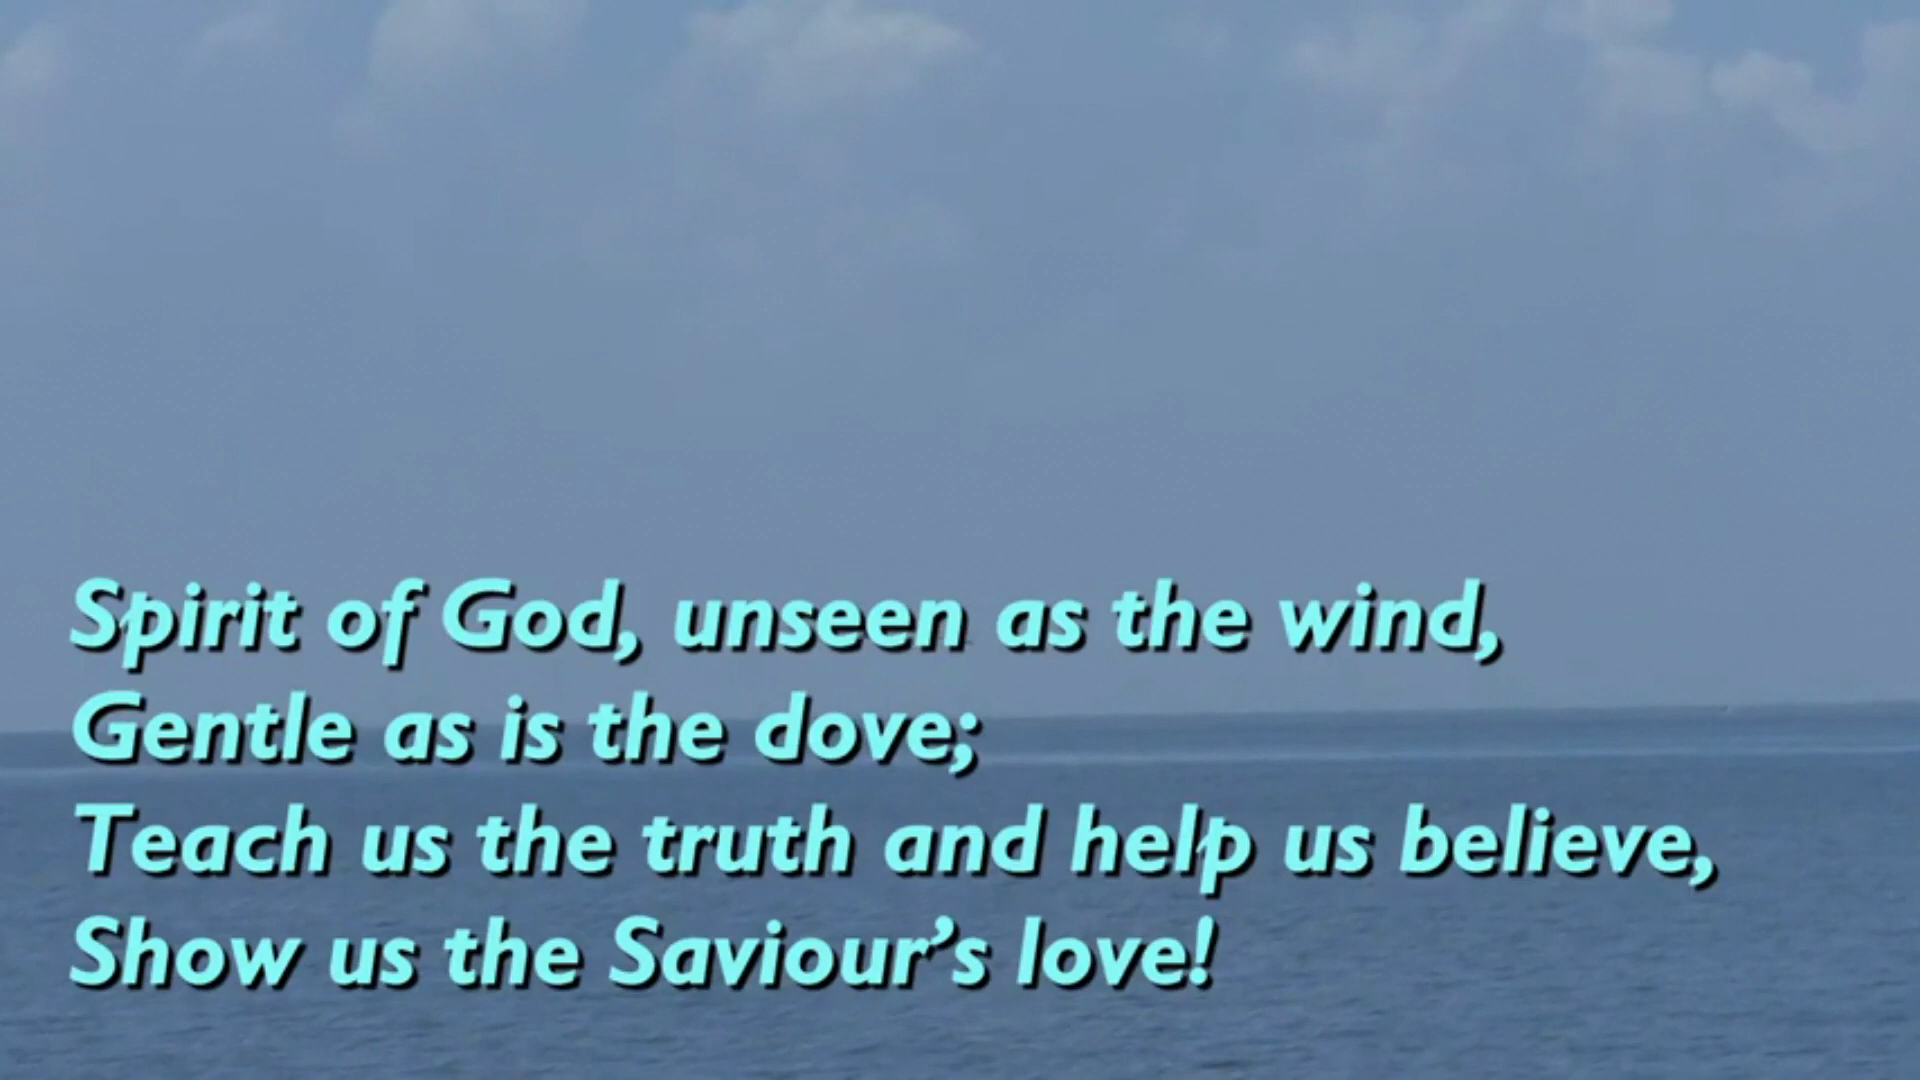 Spirit of God, unseen as the wind,
Gentle as is the dove;
Teach us the truth and help us believe,
Show us the Saviour’s love!